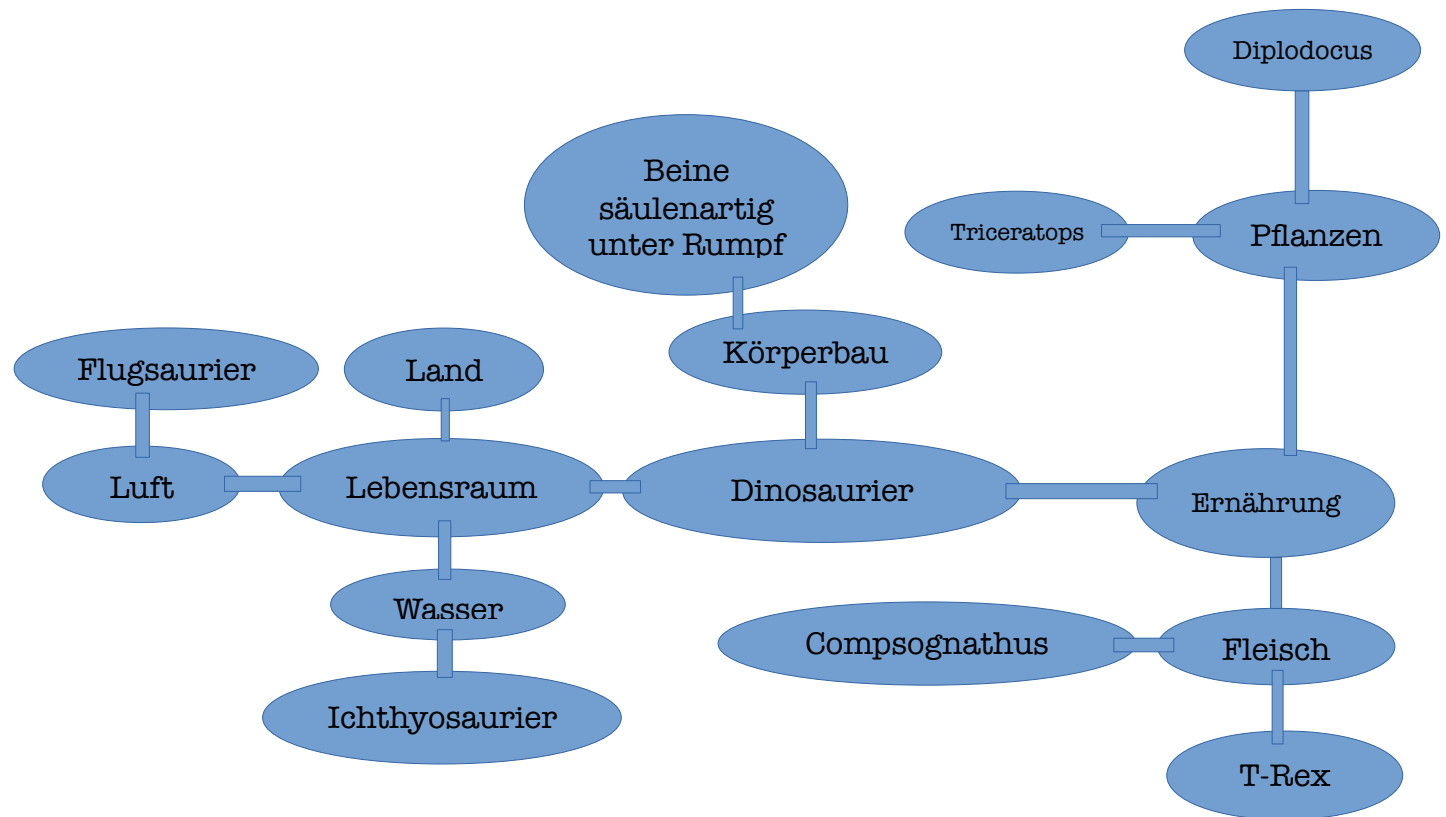 Diplodocus
Beine
säulenartig
unter Rumpf
Triceratops
Pflanzen
Körperbau
Flugsaurier
Land
Luft
Lebensraum
Dinosaurier
Ernährung
Wasser
Compsognathus
Fleisch
Ichthyosaurier
T-Rex